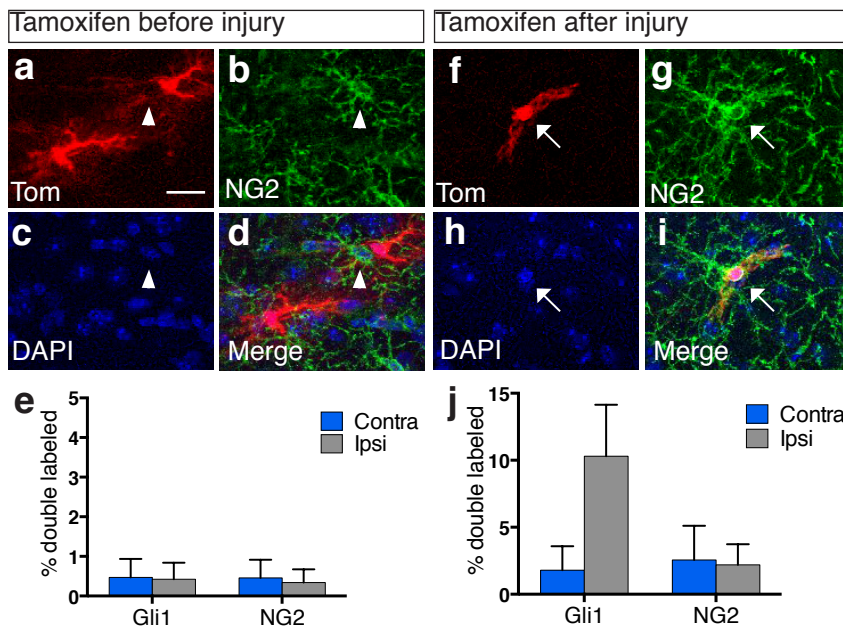 Tamoxifen before injury
a
Tom
b
NG2
c
DAPI
d
Merge
e
% double labeled
5
4
3
2
1
0
Contra
Ipsi
Gli1
NG2
Tamoxifen after injury
f
Tom
g
NG2
h
DAPI
i
Merge
j
% double labeled
15
10
5
0
Contra
Ipsi
Gli1
NG2